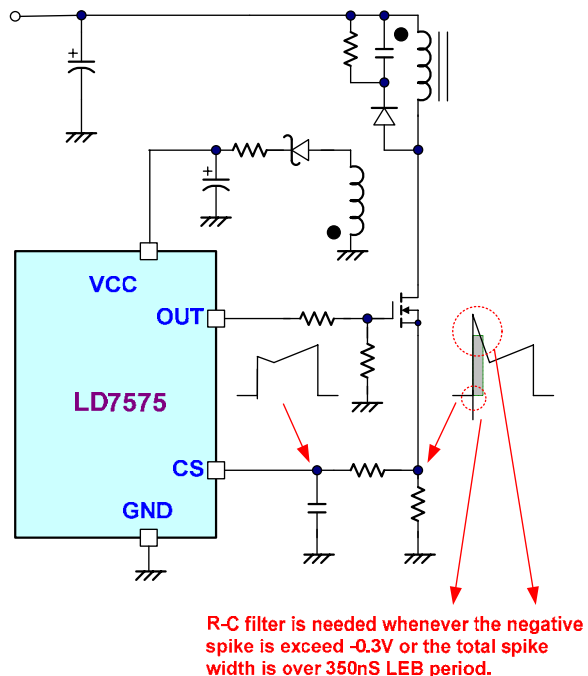 +
+
VCC
OUT
LD7575
CS
GND
R-C filter is needed whenever the negative
spike is exceed -0.3V or the total spike
width is over 350nS LEB period.